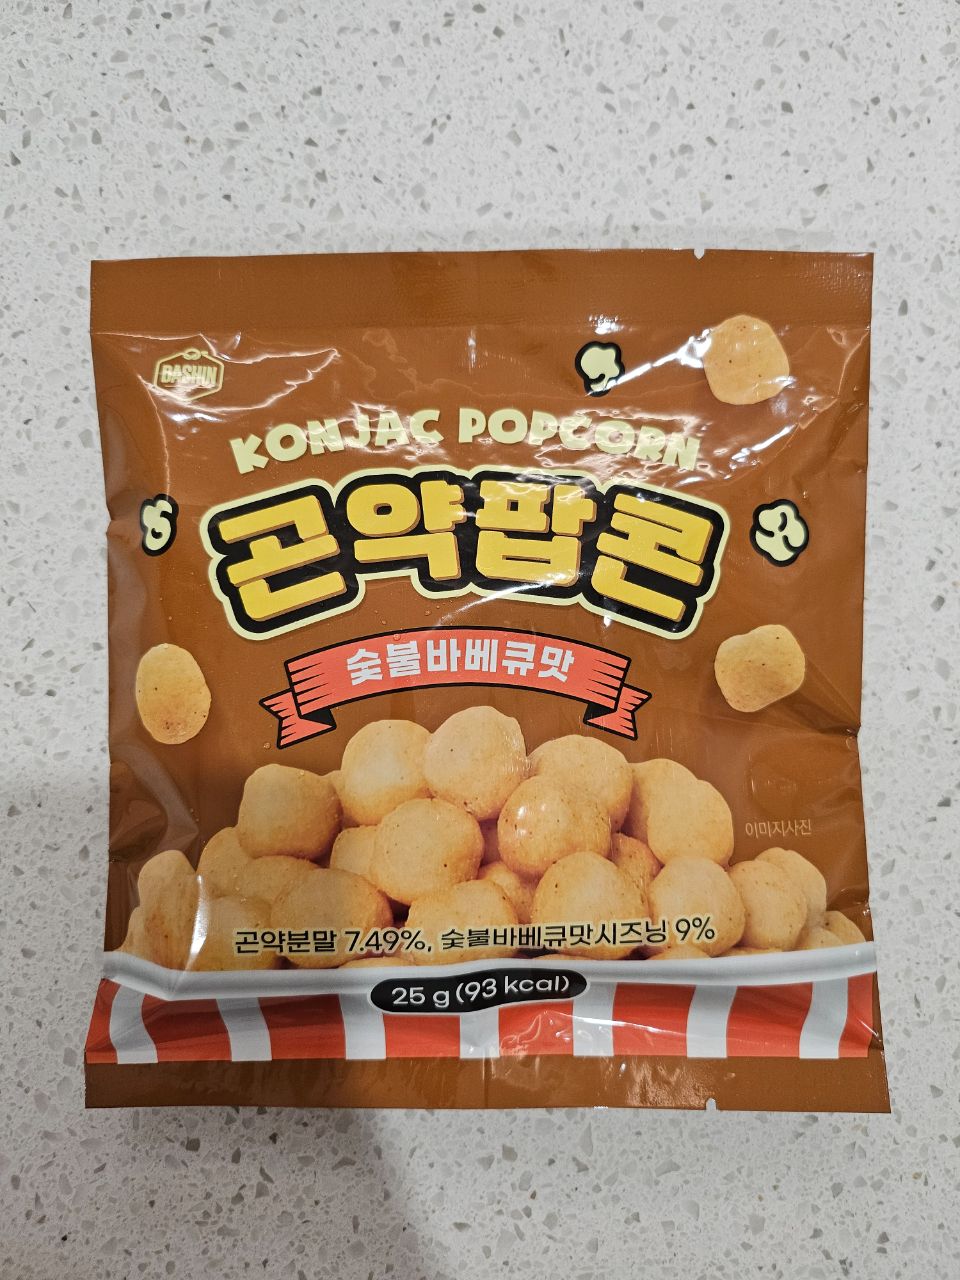 DASHIN
KONJAC POPCORN
곤약팝콘
숯불바베큐맛
이미지사진
곤약분말 7.49%, 숯불바베큐맛시즈닝 9%
25 g (93 kcal)